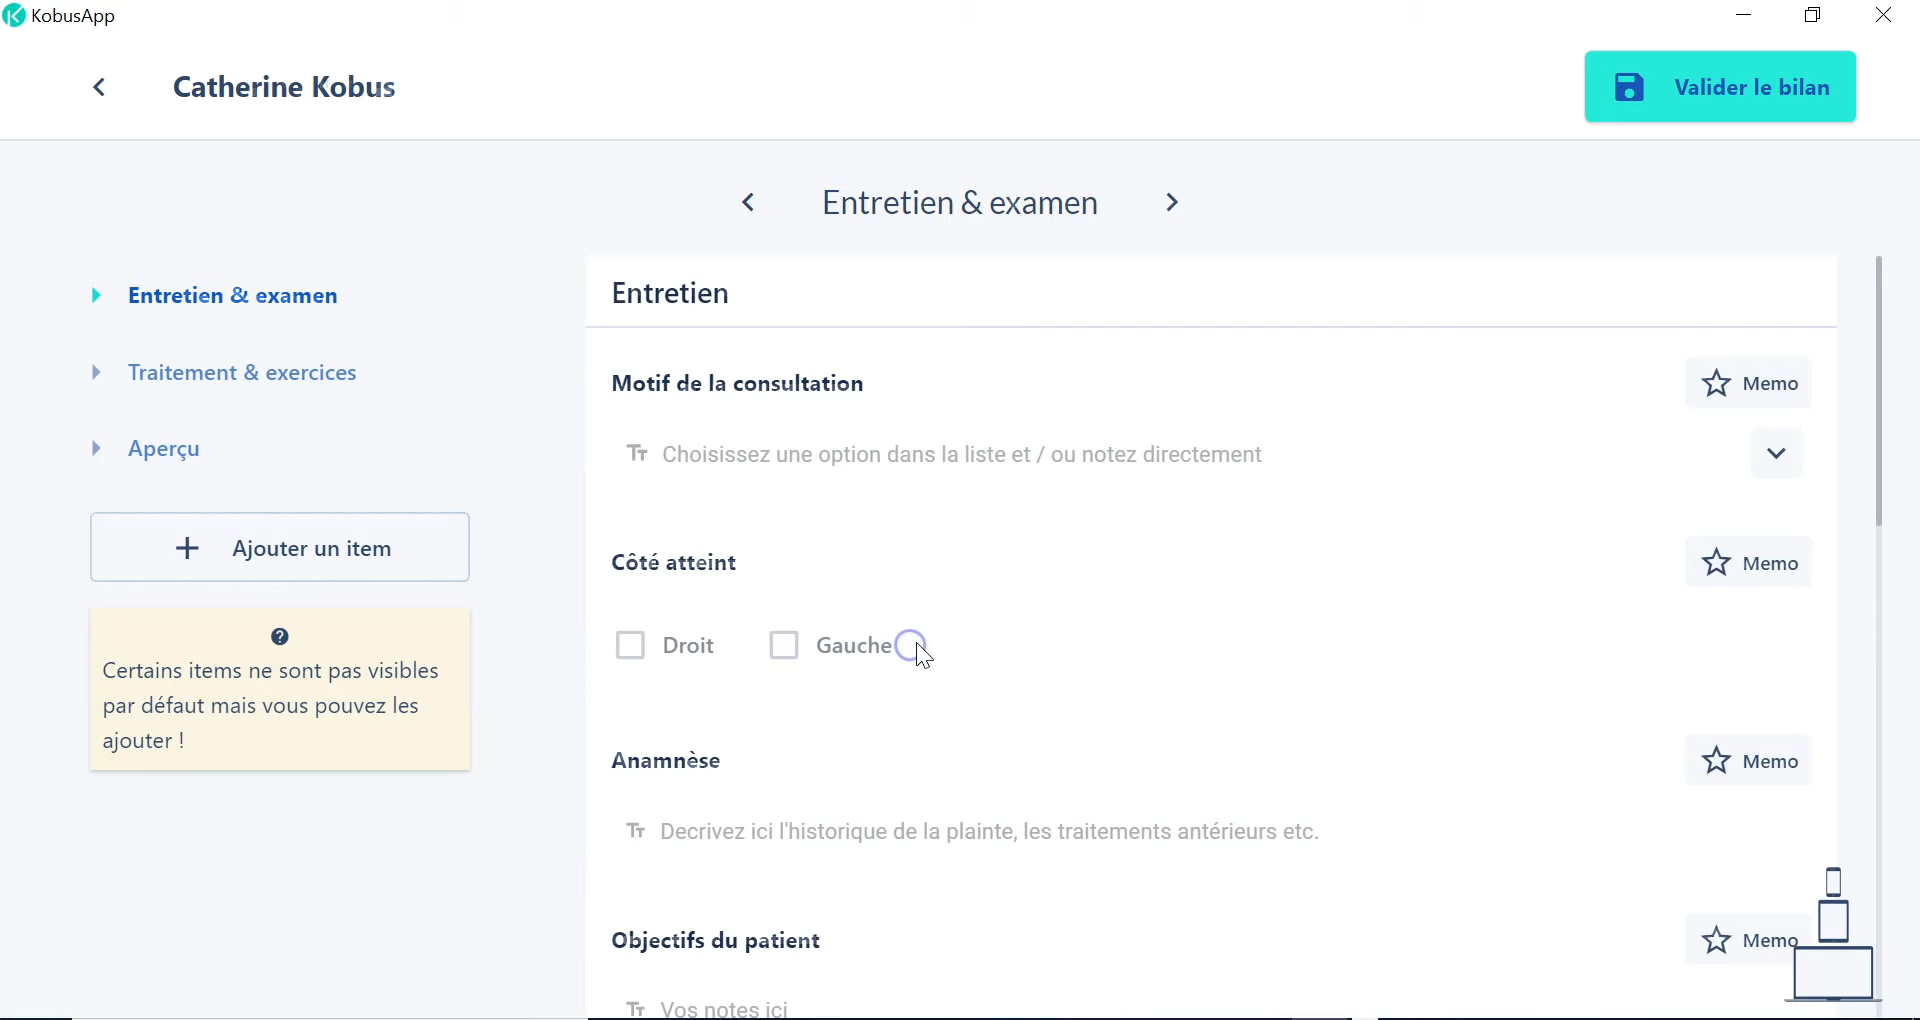 KobusApp
Catherine Kobus
Valider le bilan
Entretien & examen
Entretien & examen
Traitement & exercices
Aperçu
Ajouter un item
Certains items ne sont pas visibles
par défaut mais vous pouvez les
ajouter !
Entretien
Motif de la consultation
Memo
Choisissez une option dans la liste et / ou notez directement
Côté atteint
Memo
Droit
Gauche
Anamnèse
Memo
Decrivez ici l'historique de la plainte, les traitements antérieurs etc.
Objectifs du patient
Memo
Vos notes ici